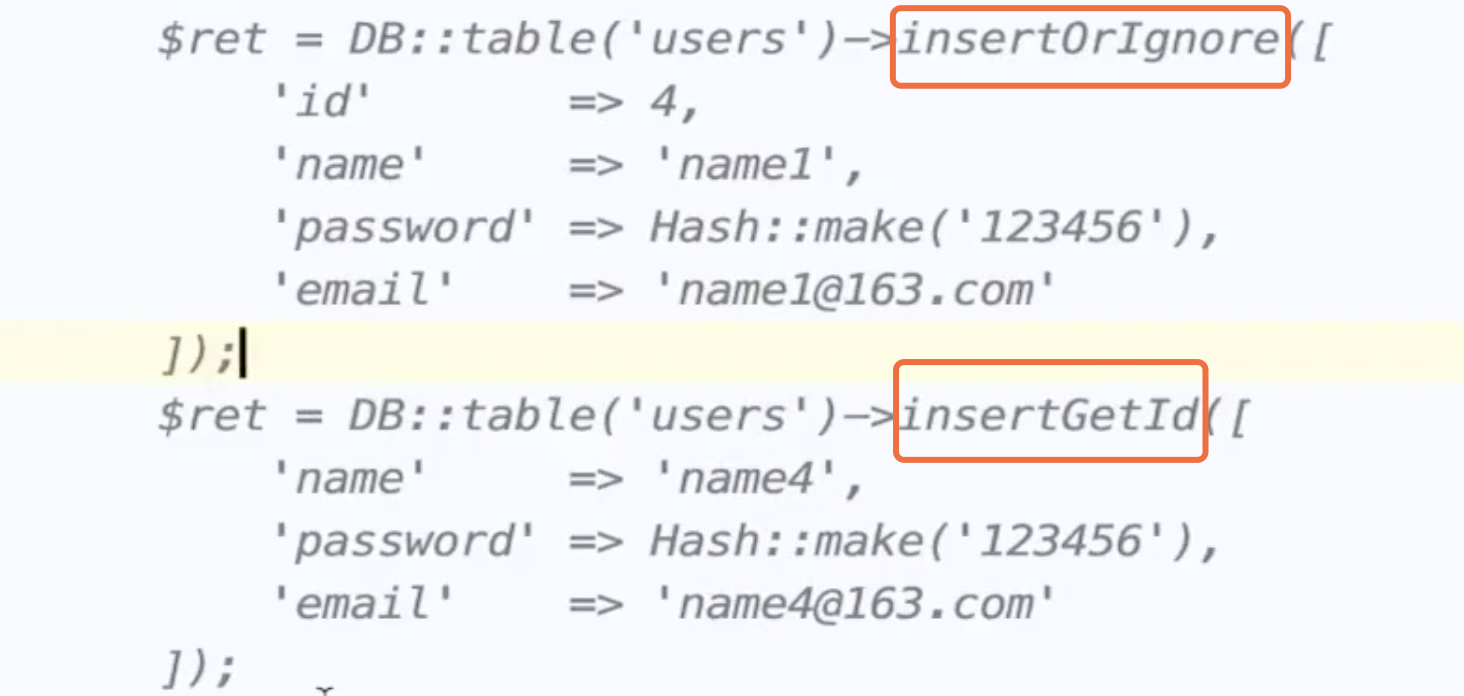 $ret = DB::table('users')->insertOrIgnore([
    'id'       => 4,
    'name'     => 'name1',
    'password' => Hash::make('123456'),
    'email'    => 'name1@163.com'
]);
$ret = DB::table('users')->insertGetId([
    'name'     => 'name4',
    'password' => Hash::make('123456'),
    'email'    => 'name4@163.com'
]);